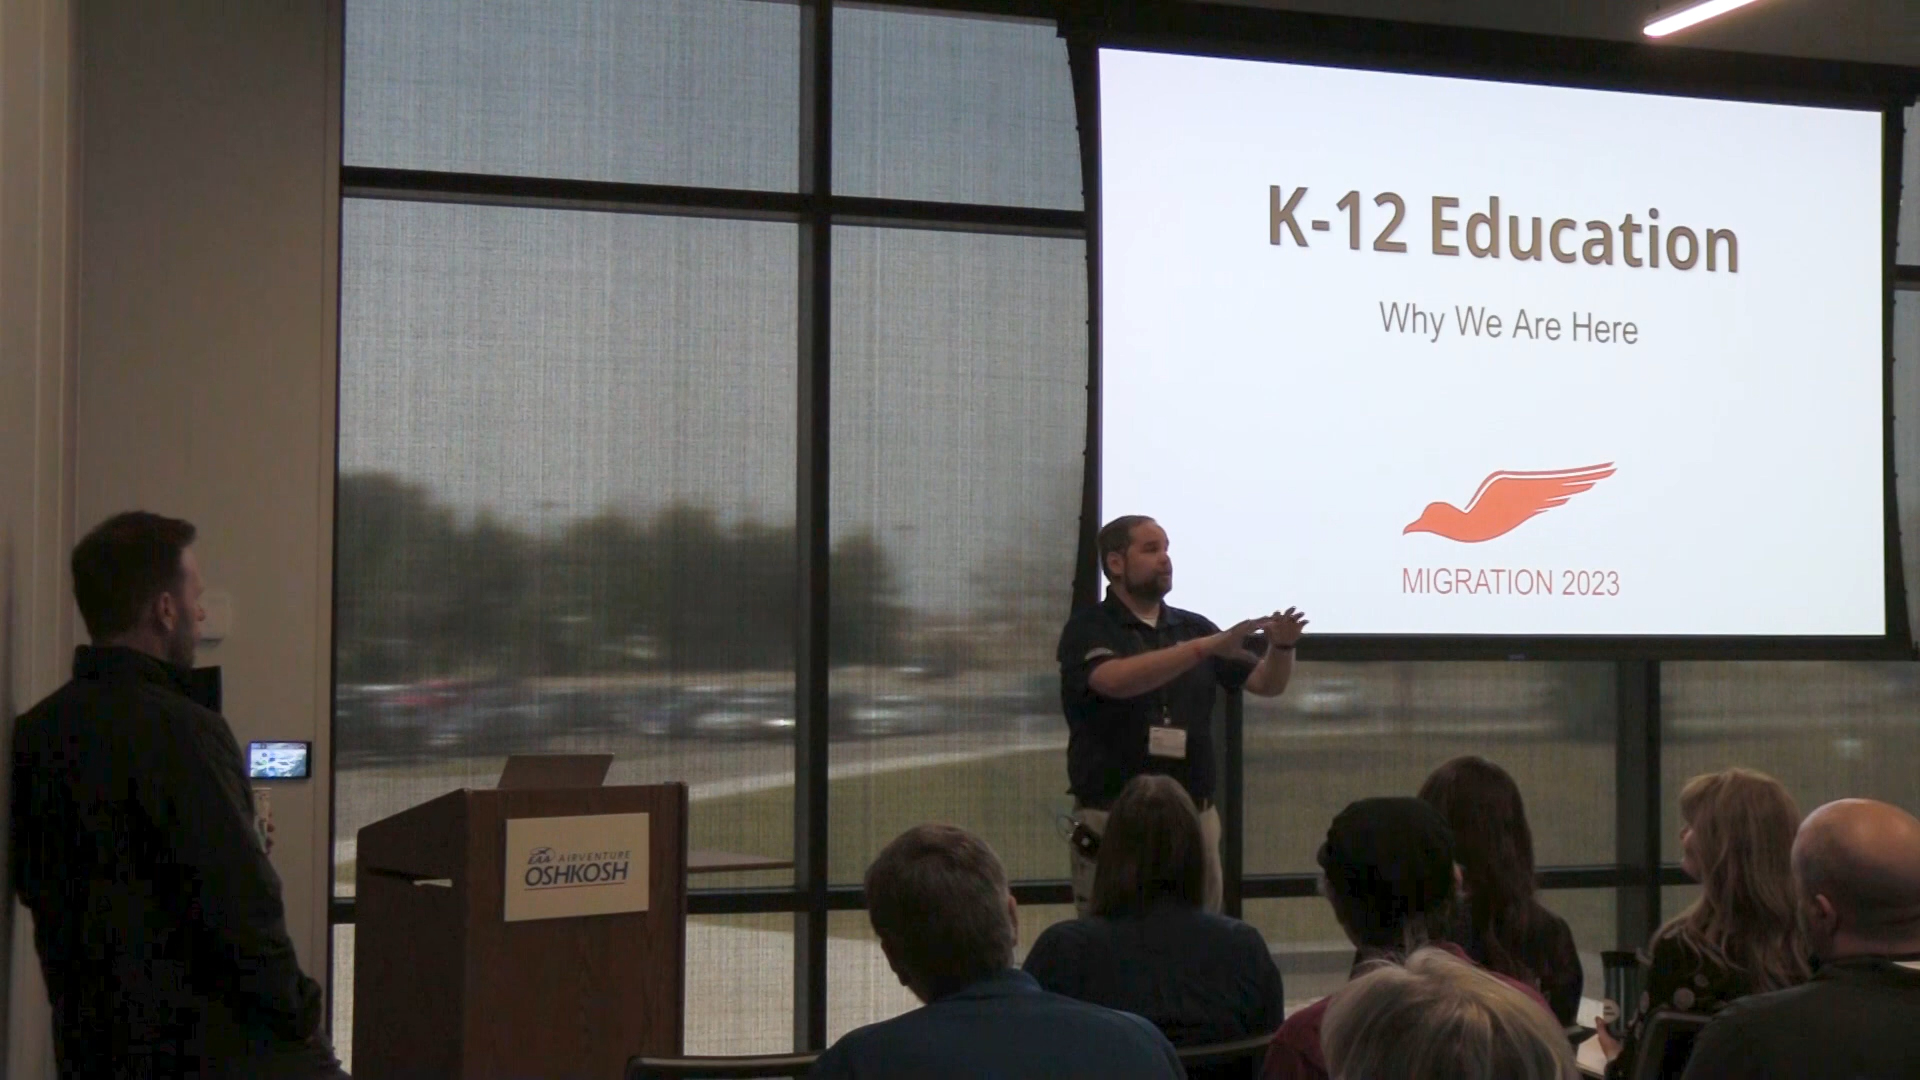 K-12 Education
Why We Are Here
MIGRATION 2023
EAA AIRVENTURE
OSHKOSH